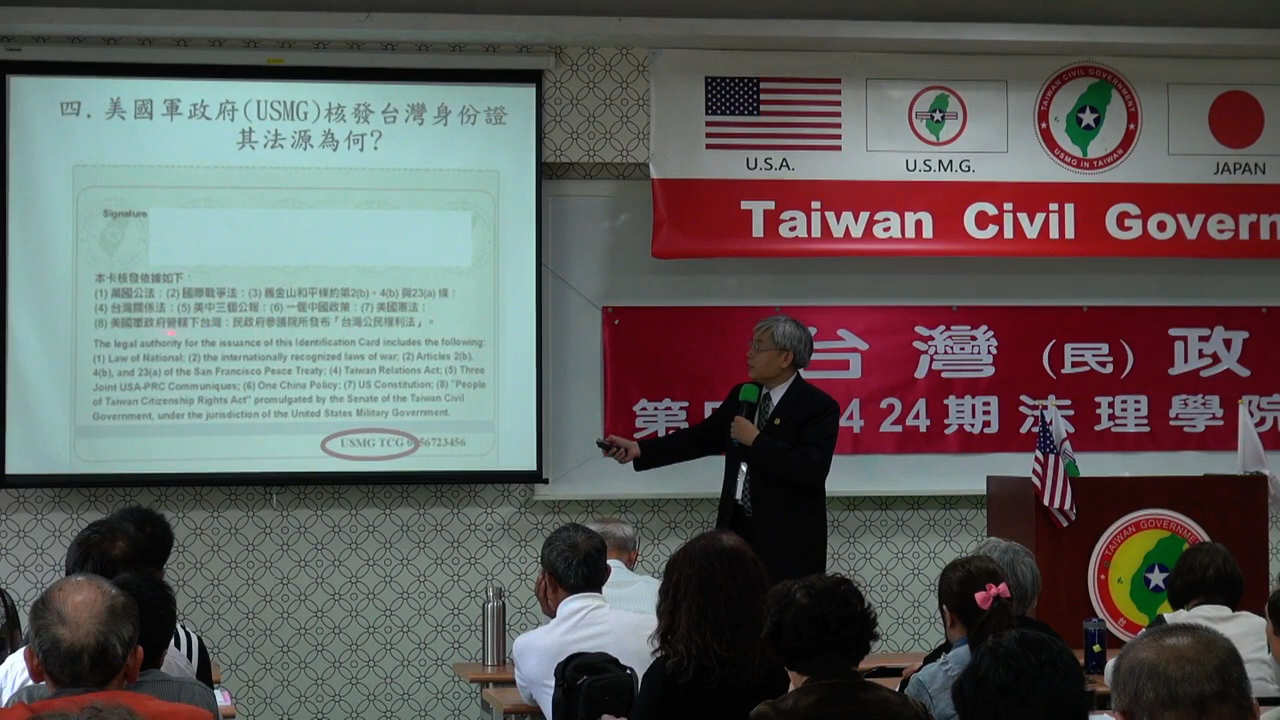 四. 美國軍政府(USMG)核發台灣身份證
其法源為何?
Signature
本卡核發依據如下:
(1) 萬國公法; (2) 國際戰爭法; (3) 舊金山和平條約第2(b)、4(b) 與23(a) 條;
(4) 台灣關係法; (5) 美中三個公報; (6) 一個中國政策; (7) 美國憲法;
(8) 美國軍政府管轄下台灣: 民政府參議院所發布「台灣公民權利法」。
The legal authority for the issuance of this Identification Card includes the following:
(1) Law of National; (2) the internationally recognized laws of war; (2) Articles 2(b),
4(b), and 23(a) of the San Francisco Peace Treaty; (4) Taiwan Relations Act; (5) Three
Joint USA-PRC Communiques; (6) One China Policy; (7) US Constitution; (8) "People
of Taiwan Citizenship Rights Act" promulgated by the Senate of the Taiwan Civil
Government, under the jurisdiction of the United States Military Government.
USMG TCG 56723456
U.S.A.
U.S.M.G.
TAIWAN CIVIL GOVERNMENT
USMG IN TAIWAN
JAPAN
Taiwan Civil Govern
台灣(民)政
第 4 24期法理學院
TAIWAN GOVERNMENT
台